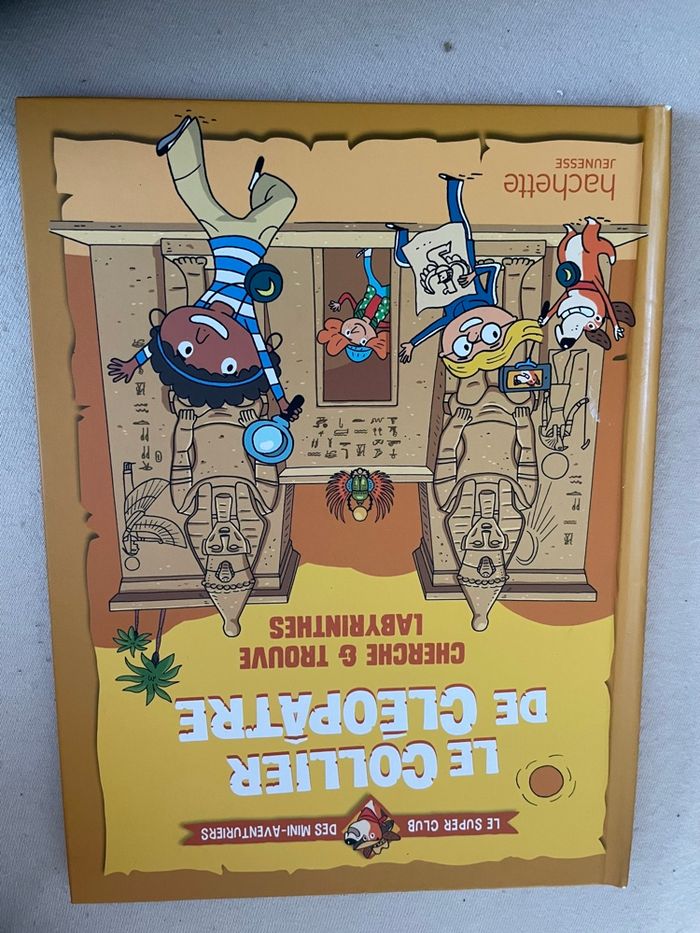 LE SUPER CLUB DES MINI-AVENTURIERS
LE COLLIER
DE CLÉOPÂTRE
CHERCHE & TROUVE
LABYRINTHES
hachette
JEUNESSE